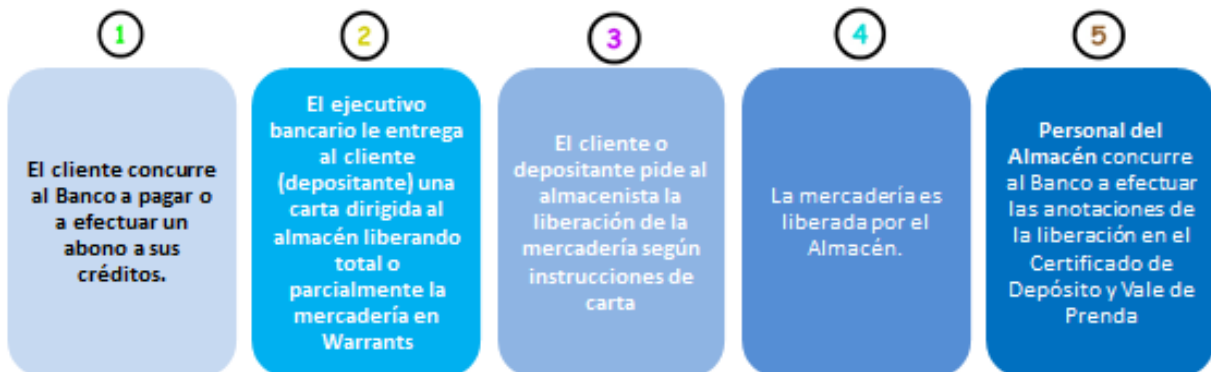 1
2
3
4
5
El cliente concurre
al Banco a pagar o
a efectuar un
abono a sus
créditos.
El ejecutivo
bancario le entrega
al cliente
(depositante) una
carta dirigida al
almacén liberando
total o
parcialmente la
mercadería en
Warrants
El cliente o
depositante pide al
almacenista la
liberación de la
mercadería según
instrucciones de
carta
La mercadería es
liberada por el
Almacén.
Personal del
Almacén concurre
al Banco a efectuar
las anotaciones de
la liberación en el
Certificado de
Depósito y Vale de
Prenda